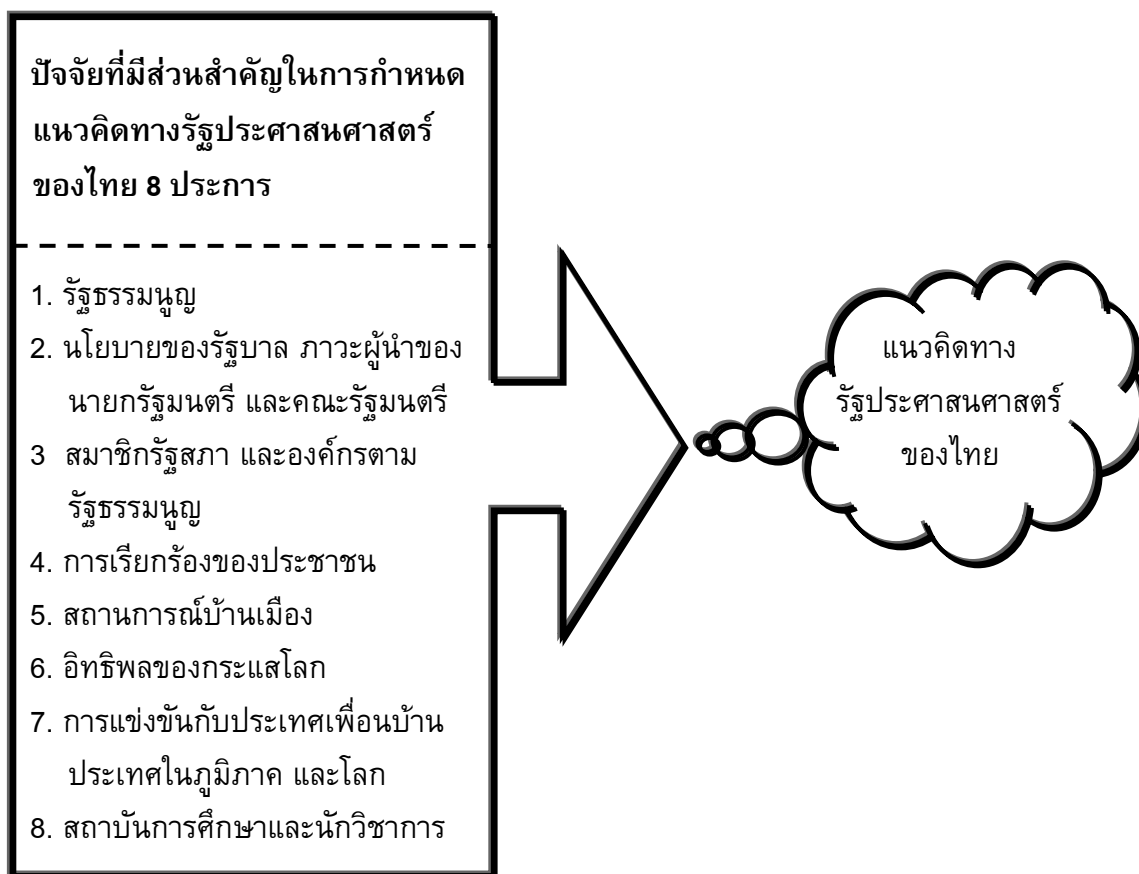 ปัจจัยที่มีส่วนสำคัญในการกำหนด
แนวคิดทางรัฐประศาสนศาสตร์
ของไทย 8 ประการ
1. รัฐธรรมนูญ
2. นโยบายของรัฐบาล ภาวะผู้นำของ
นายกรัฐมนตรี และคณะรัฐมนตรี
3 สมาชิกรัฐสภา และองค์กรตาม
รัฐธรรมนูญ
4. การเรียกร้องของประชาชน
5. สถานการณ์บ้านเมือง
6. อิทธิพลของกระแสโลก
7. การแข่งขันกับประเทศเพื่อนบ้าน
ประเทศในภูมิภาค และโลก
8. สถาบันการศึกษาและนักวิชาการ
แนวคิดทาง
รัฐประศาสนศาสตร์
ของไทย